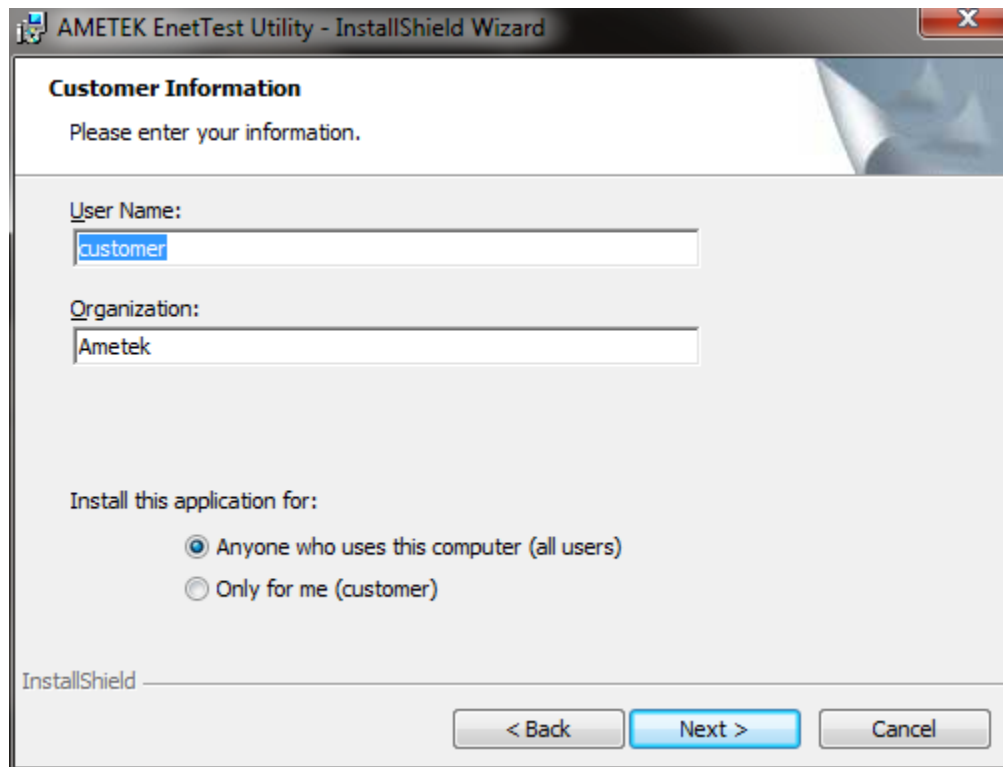 AMETEK EnetTest Utility - InstallShield Wizard
Customer Information
Please enter your information.
User Name:
customer
Organization:
Ametek
Install this application for:
Anyone who uses this computer (all users)
Only for me (customer)
InstallShield
< Back Next > Cancel